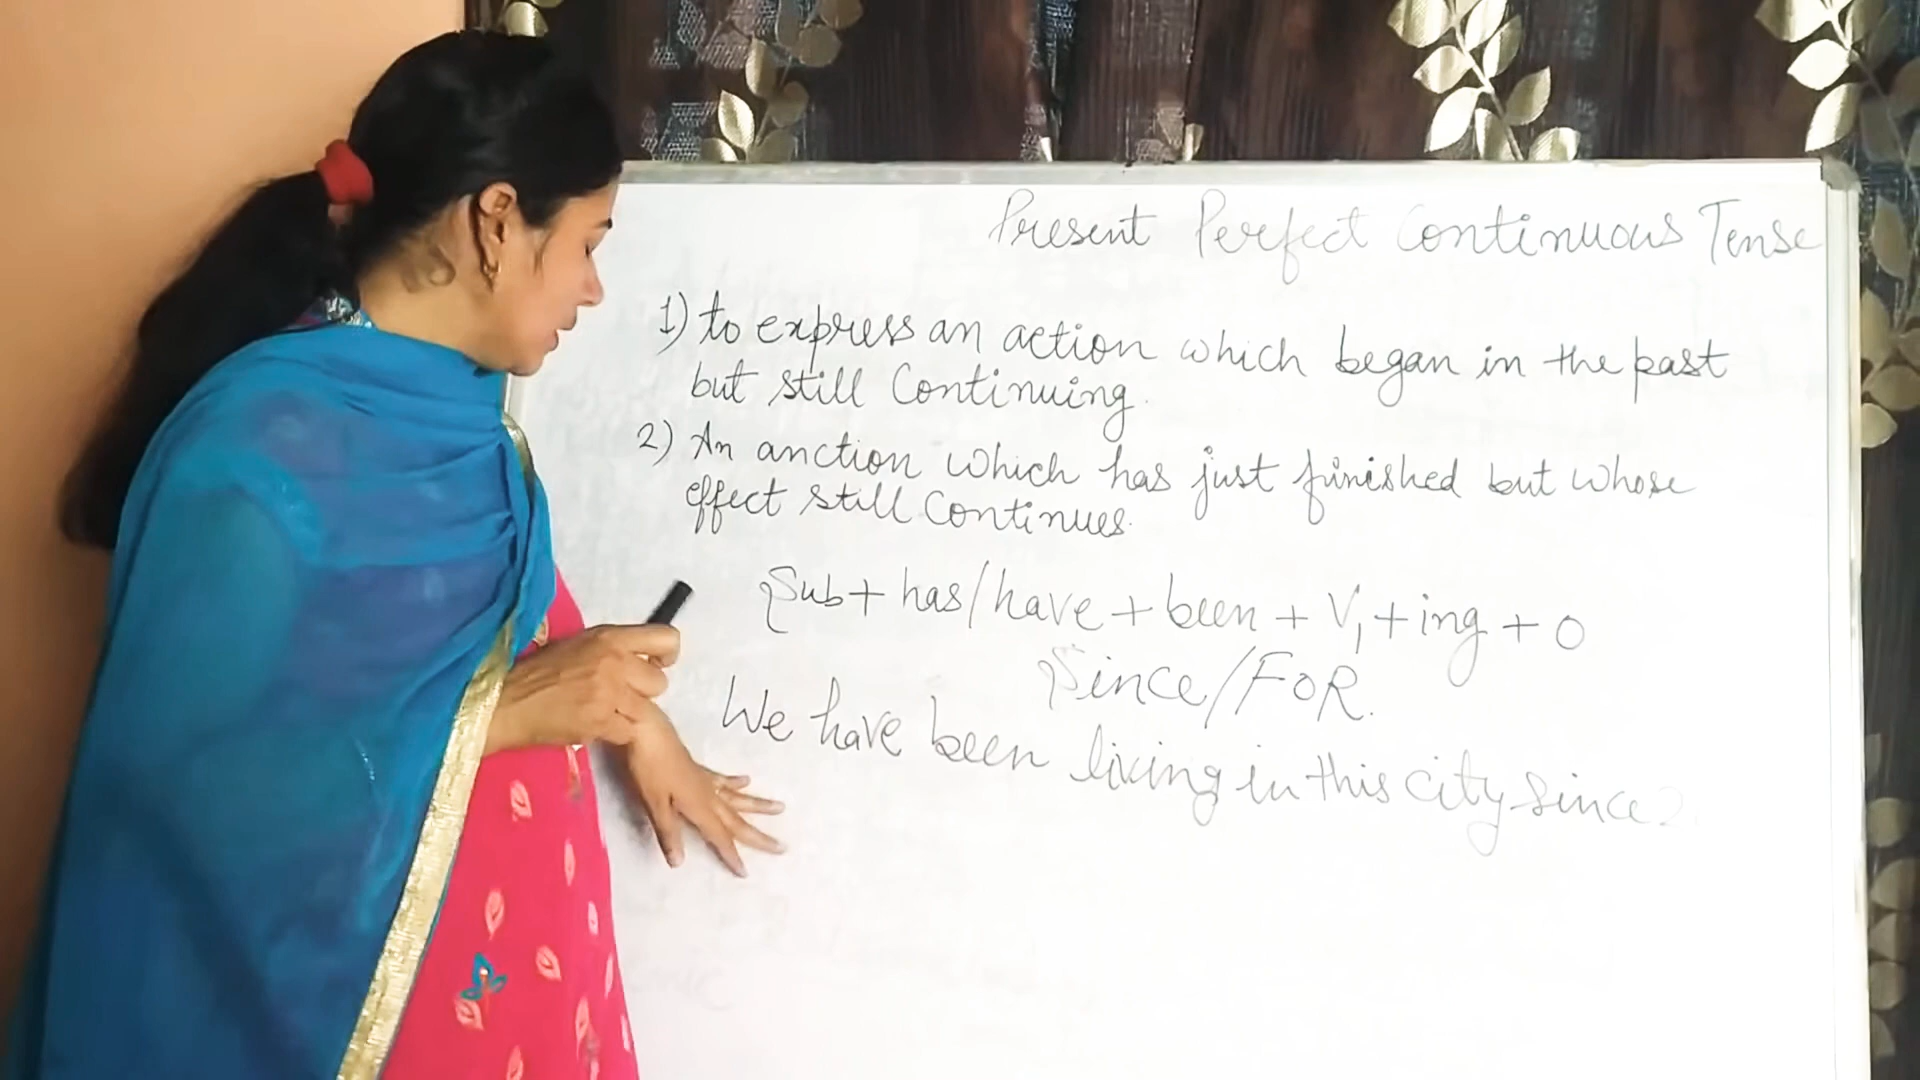 Present Perfect Continuous Tense
1) to express an action which began in the past
but still Continuing.
2) An anction which has just finished but whose
effect still Continues.
Sub + has/have + been + V₁ + ing + O
Since/FoR.
We have been living in this city since